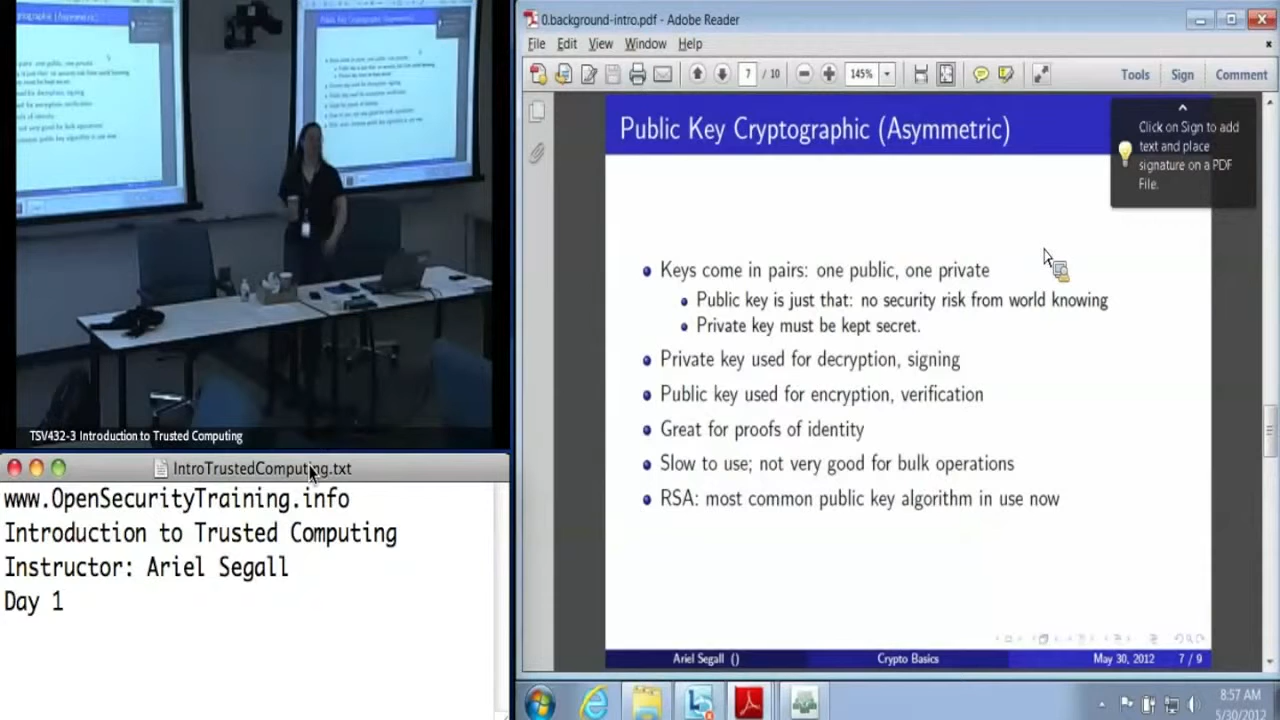 Public Key Cryptographic (Asymmetric)
TSV432-3 Introduction to Trusted Computing
IntroTrustedComputing.txt
www.OpenSecurityTraining.info
Introduction to Trusted Computing
Instructor: Ariel Segall
Day 1
0.background-intro.pdf - Adobe Reader
File Edit View Window Help
7 10 145% Tools Sign Comment
Public Key Cryptographic (Asymmetric)
Click on Sign to add
text and place
signature on a PDF
File.
Keys come in pairs: one public, one private
Public key is just that: no security risk from world knowing
Private key must be kept secret.
Private key used for decryption, signing
Public key used for encryption, verification
Great for proofs of identity
Slow to use; not very good for bulk operations
RSA: most common public key algorithm in use now
Ariel Segall () Crypto Basics May 30, 2012 7 / 9
8:57 AM
5/30/2012